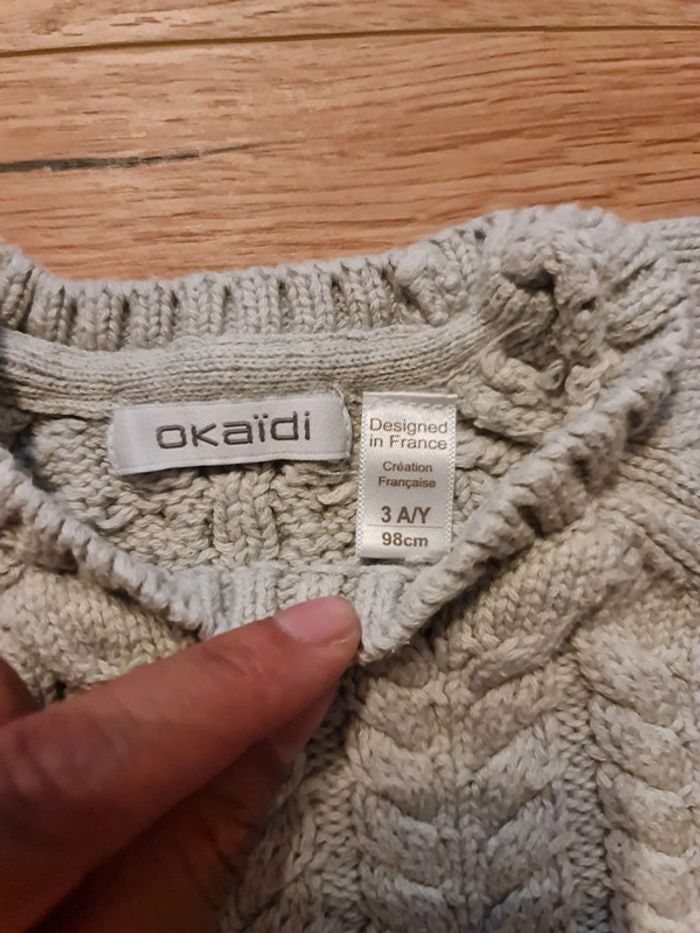 okaïdi
Designed
in France
Création
Française
3 A/Y
98cm